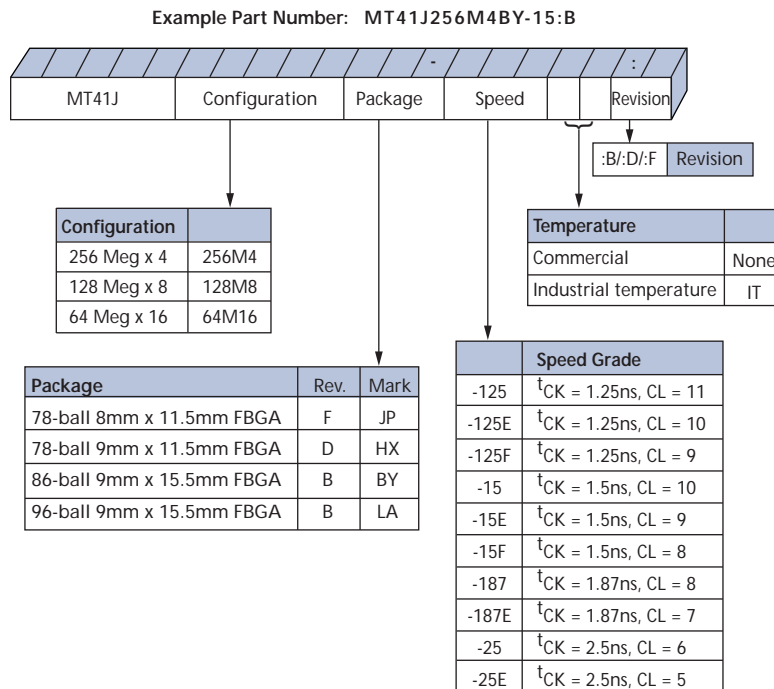 Example Part Number: MT41J256M4BY-15:B
- :
MT41J Configuration Package Speed Revision
:B/:D/:F Revision
Configuration
256 Meg x 4 256M4
128 Meg x 8 128M8
64 Meg x 16 64M16
Temperature
Commercial None
Industrial temperature IT
Package Rev. Mark
78-ball 8mm x 11.5mm FBGA F JP
78-ball 9mm x 11.5mm FBGA D HX
86-ball 9mm x 15.5mm FBGA B BY
96-ball 9mm x 15.5mm FBGA B LA
Speed Grade
-125 tCK = 1.25ns, CL = 11
-125E tCK = 1.25ns, CL = 10
-125F tCK = 1.25ns, CL = 9
-15 tCK = 1.5ns, CL = 10
-15E tCK = 1.5ns, CL = 9
-15F tCK = 1.5ns, CL = 8
-187 tCK = 1.87ns, CL = 8
-187E tCK = 1.87ns, CL = 7
-25 tCK = 2.5ns, CL = 6
-25E tCK = 2.5ns, CL = 5